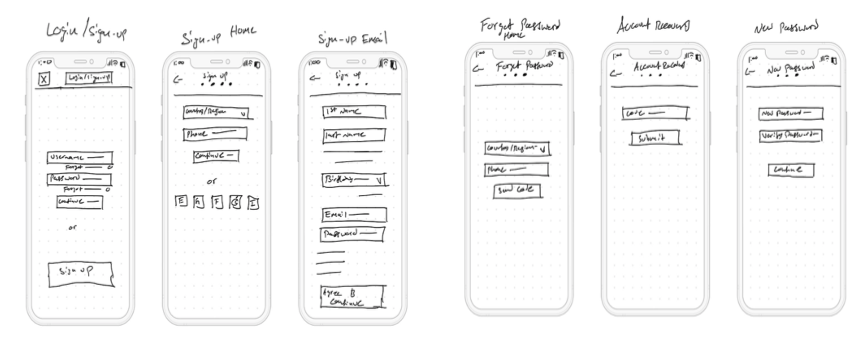 Login/Sign-up
Login/Sign-up
X
Username
Forgot
Password
Forgot
Continue
or
Sign up
Sign-up Home
Sign up
Country/Region
Phone
Continue
or
E A F G I
Sign-up Email
Sign up
1st Name
Last Name
Birthday
Email
Password
Agree &
Continue
Forgot Password
Home
Forgot Password
Country/Region
Phone
Send Code
Account Recovery
Account Recovery
Code
Submit
New Password
New Password
New Password
Verify Password
Continue